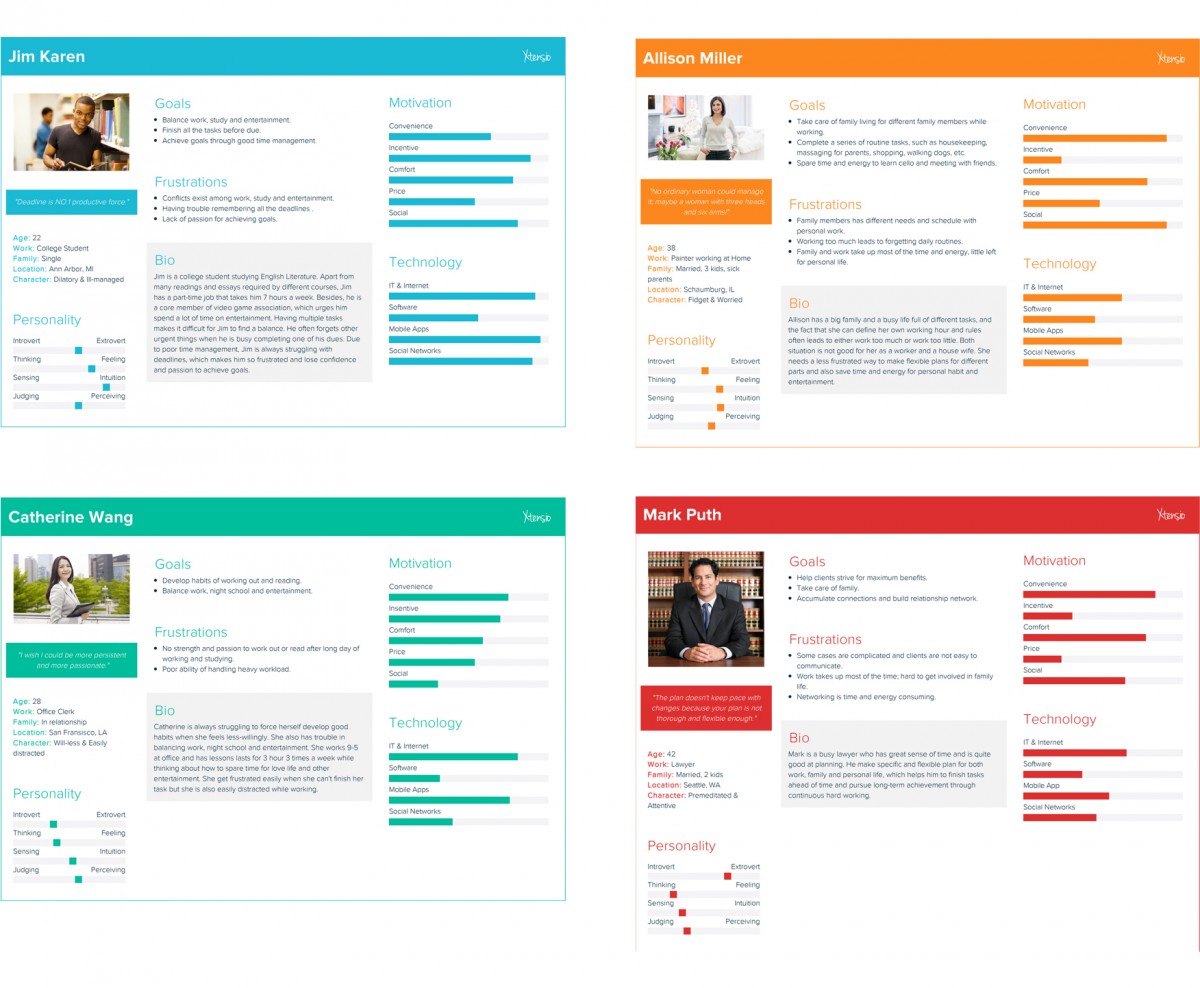 Jim Karen
Xtensio
"Deadline is NO.1 productive force."
Age: 22
Work: College Student
Family: Single
Location: Ann Arbor, MI
Character: Dilatory & Ill-managed
Personality
Introvert Extrovert
Thinking Feeling
Sensing Intuition
Judging Perceiving
Goals
Balance work, study and entertainment.
Finish all the tasks before due.
Achieve goals through good time management.
Frustrations
Conflicts exist among work, study and entertainment.
Having trouble remembering all the deadlines .
Lack of passion for achieving goals.
Bio
Jim is a college student studying English Literature. Apart from
many readings and essays required by different courses, Jim
has a part-time job that takes him 7 hours a week. Besides, he is
a core member of video game association, which urges him
spend a lot of time on entertainment. Having multiple tasks
makes it difficult for Jim to find a balance. He often forgets other
urgent things when he is busy completing one of his dues. Due
to poor time management, Jim is always struggling with
deadlines, which makes him so frustrated and lose confidence
and passion to achieve goals.
Motivation
Convenience
Incentive
Comfort
Price
Social
Technology
IT & Internet
Software
Mobile Apps
Social Networks
Allison Miller
Xtensio
"No ordinary woman could manage
it; maybe a woman with three heads
and six arms!"
Age: 38
Work: Painter working at Home
Family: Married, 3 kids, sick
parents
Location: Schaumburg, IL
Character: Fidget & Worried
Personality
Introvert Extrovert
Thinking Feeling
Sensing Intuition
Judging Perceiving
Goals
Take care of family living for different family members while
working.
Complete a series of routine tasks, such as housekeeping,
massaging for parents, shopping, walking dogs, etc.
Spare time and energy to learn cello and meeting with friends.
Frustrations
Family members has different needs and schedule with
personal work.
Working too much leads to forgetting daily routines.
Family and work take up most of the time and energy, little left
for personal life.
Bio
Allison has a big family and a busy life full of different tasks, and
the fact that she can define her own working hour and rules
often leads to either work too much or work too little. Both
situation is not good for her as a worker and a house wife. She
needs a less frustrated way to make flexible plans for different
parts and also save time and energy for personal habit and
entertainment.
Motivation
Convenience
Incentive
Comfort
Price
Social
Technology
IT & Internet
Software
Mobile Apps
Social Networks
Catherine Wang
Xtensio
"I wish I could be more persistent
and more passionate."
Age: 28
Work: Office Clerk
Family: In relationship
Location: San Fransisco, LA
Character: Will-less & Easily
distracted
Personality
Introvert Extrovert
Thinking Feeling
Sensing Intuition
Judging Perceiving
Goals
Develop habits of working out and reading.
Balance work, night school and entertainment.
Frustrations
No strength and passion to work out or read after long day of
working and studying.
Poor ability of handling heavy workload.
Bio
Catherine is always struggling to force herself develop good
habits when she feels less-willingly. She also has trouble in
balancing work, night school and entertainment. She works 9-5
at office and has lessons lasts for 3 hour 3 times a week while
thinking about how to spare time for love life and other
entertainment. She get frustrated easily when she can't finish her
task but she is also easily distracted while working.
Motivation
Convenience
Insentive
Comfort
Price
Social
Technology
IT & Internet
Software
Mobile Apps
Social Networks
Mark Puth
Xtensio
"The plan doesn't keep pace with
changes because your plan is not
thorough and flexible enough."
Age: 42
Work: Lawyer
Family: Married, 2 kids
Location: Seattle, WA
Character: Premeditated &
Attentive
Personality
Introvert Extrovert
Thinking Feeling
Sensing Intuition
Judging Perceiving
Goals
Help clients strive for maximum benefits.
Take care of family.
Accumulate connections and build relationship network.
Frustrations
Some cases are complicated and clients are not easy to
communicate.
Work takes up most of the time; hard to get involved in family
life.
Networking is time and energy consuming.
Bio
Mark is a busy lawyer who has great sense of time and is quite
good at planning. He make specific and flexible plan for both
work, family and personal life, which helps him to finish tasks
ahead of time and pursue long-term achievement through
continuous hard working.
Motivation
Convenience
Incentive
Comfort
Price
Social
Technology
IT & Internet
Software
Mobile App
Social Networks